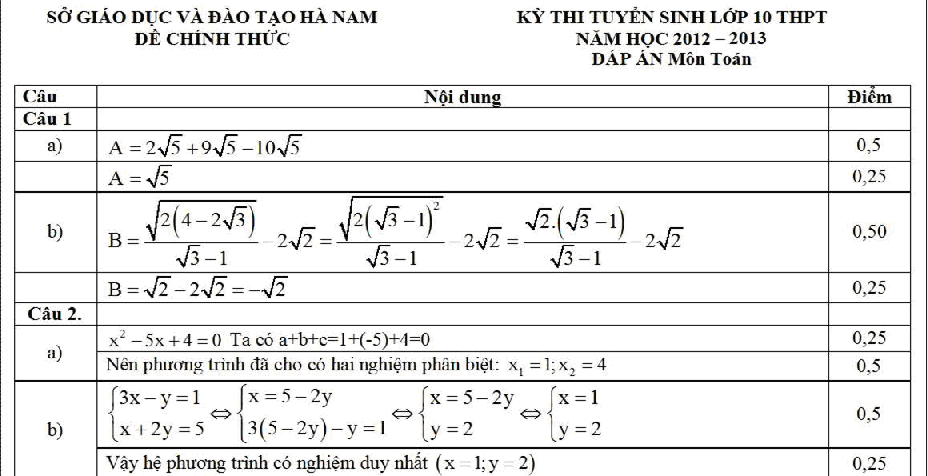 SỞ GIÁO DỤC VÀ ĐÀO TẠO HÀ NAM
ĐỀ CHÍNH THỨC
KỲ THI TUYỂN SINH LỚP 10 THPT
NĂM HỌC 2012 – 2013
ĐÁP ÁN Môn Toán
Câu Nội dung Điểm
Câu 1
a) A = 2√5 + 9√5 − 10√5 0,5
A = √5 0,25
b) B = √(2(4 − 2√3)) / (√3 − 1) − 2√2 = √(2(√3 − 1)²) / (√3 − 1) − 2√2 = √2.(√3 − 1) / (√3 − 1) − 2√2 0,50
B = √2 − 2√2 = −√2 0,25
Câu 2.
a) x² − 5x + 4 = 0 Ta có a+b+c=1+(-5)+4=0 0,25
Nên phương trình đã cho có hai nghiệm phân biệt: x₁ = 1; x₂ = 4 0,5
b) {3x − y = 1 ⇔ {x = 5 − 2y ⇔ {x = 5 − 2y ⇔ {x = 1 0,5
{x + 2y = 5 {3(5 − 2y) − y = 1 {y = 2 {y = 2
Vậy hệ phương trình có nghiệm duy nhất (x = 1; y = 2) 0,25